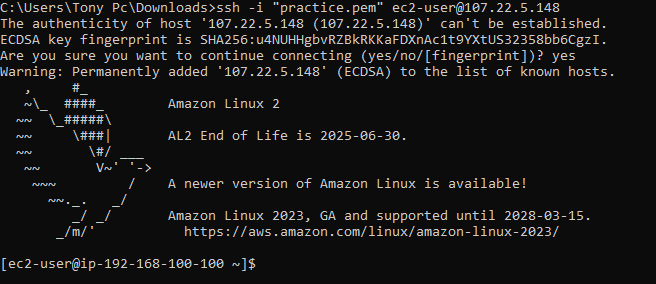 C:\Users\Tony Pc\Downloads>ssh -i "practice.pem" ec2-user@107.22.5.148
The authenticity of host '107.22.5.148 (107.22.5.148)' can't be established.
ECDSA key fingerprint is SHA256:u4NUHHgbvRZBkRKKaFDXnAc1t9YXtUS32358bb6CgzI.
Are you sure you want to continue connecting (yes/no/[fingerprint])? yes
Warning: Permanently added '107.22.5.148' (ECDSA) to the list of known hosts.
   ,     #_
   ~\_  ####_        Amazon Linux 2
  ~~  \_#####\
  ~~     \###|       AL2 End of Life is 2025-06-30.
  ~~       \#/ ___
   ~~       V~' '->
    ~~~         /    A newer version of Amazon Linux is available!
      ~~._.   _/
         _/ _/       Amazon Linux 2023, GA and supported until 2028-03-15.
       _/m/'           https://aws.amazon.com/linux/amazon-linux-2023/
[ec2-user@ip-192-168-100-100 ~]$